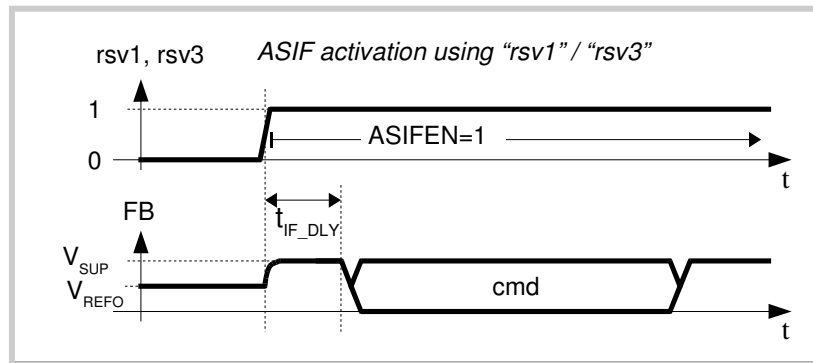 rsv1, rsv3 ASIF activation using “rsv1” / “rsv3”
1
ASIFEN=1
0
t
FB
tIF_DLY
VSUP
cmd
VREFO
t